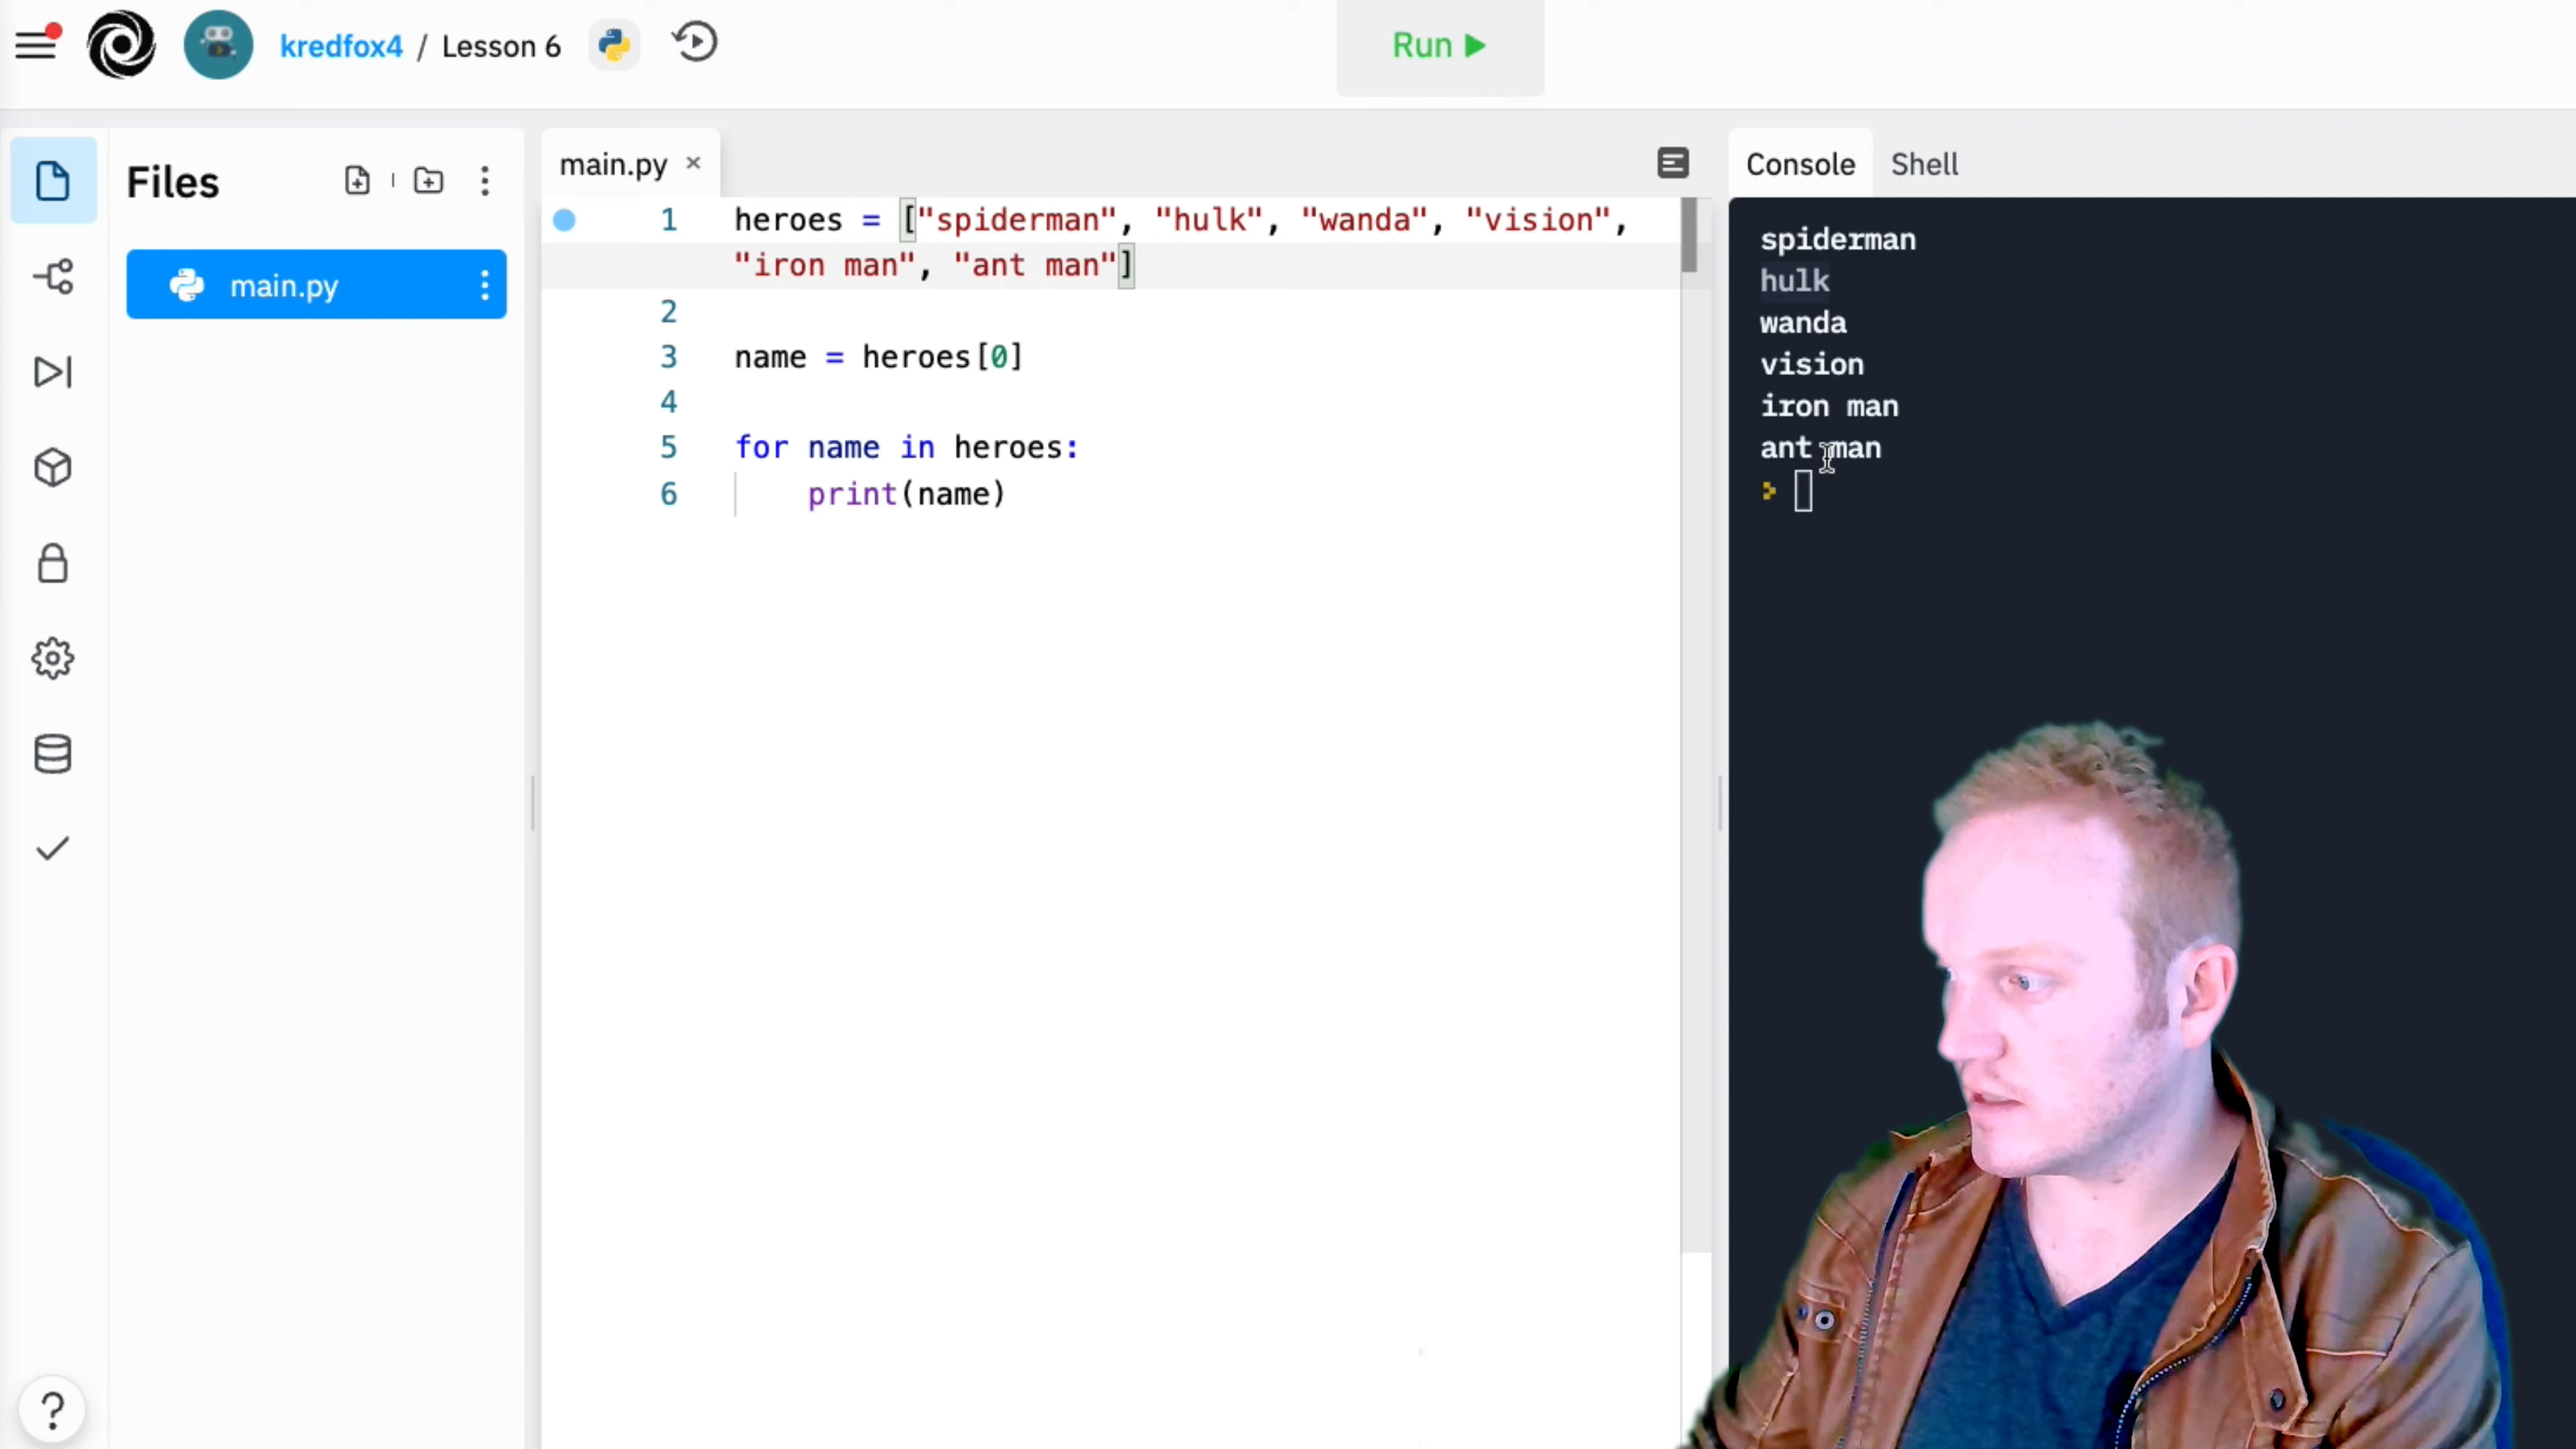 kredfox4 / Lesson 6
Run
Files
main.py
main.py ×
1 heroes = ["spiderman", "hulk", "wanda", "vision",
"iron man", "ant man"]
2
3 name = heroes[0]
4
5 for name in heroes:
6 print(name)
Console Shell
spiderman
hulk
wanda
vision
iron man
ant man
>
?